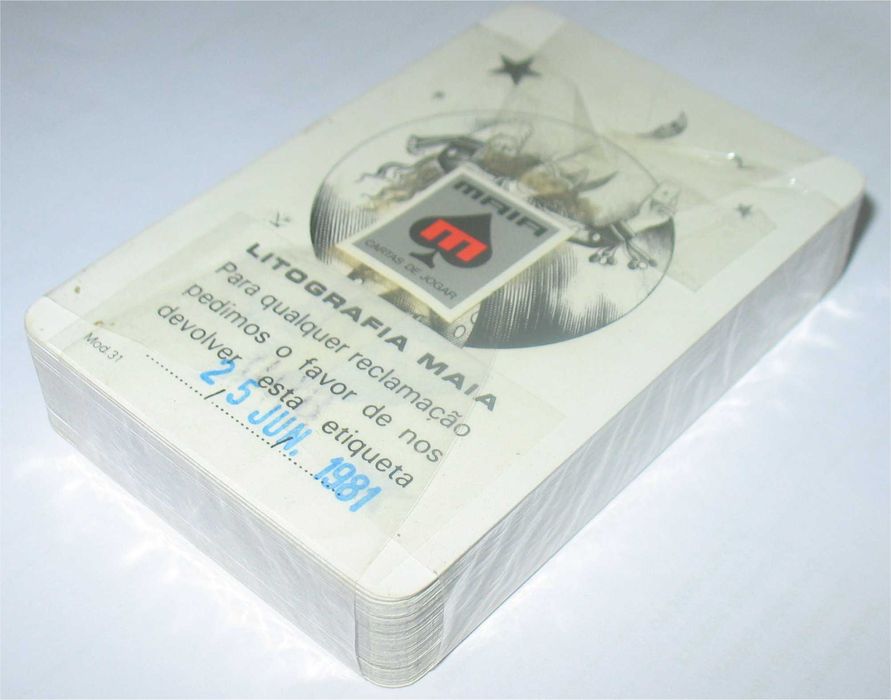 MAIA
M
CARTAS DE JOGAR
LITOGRAFIA MAIA
Para qualquer reclamação
pedimos o favor de nos
devolver esta etiqueta
25 JUN. 1981
Mod.31